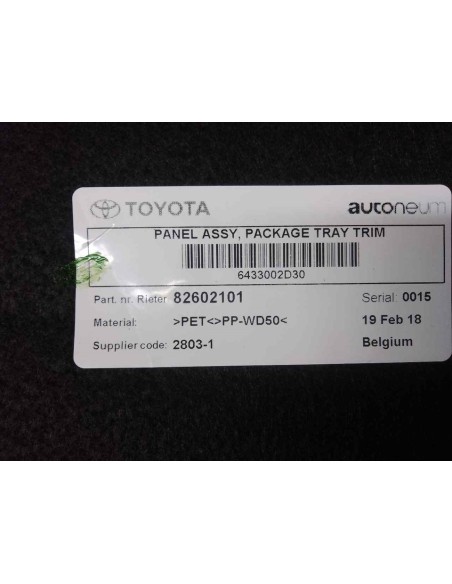 TOYOTA autoneum
PANEL ASSY, PACKAGE TRAY TRIM
6433002D30
Part. nr. Rieter 82602101 Serial: 0015
Material: >PET<>PP-WD50< 19 Feb 18
Supplier code: 2803-1 Belgium